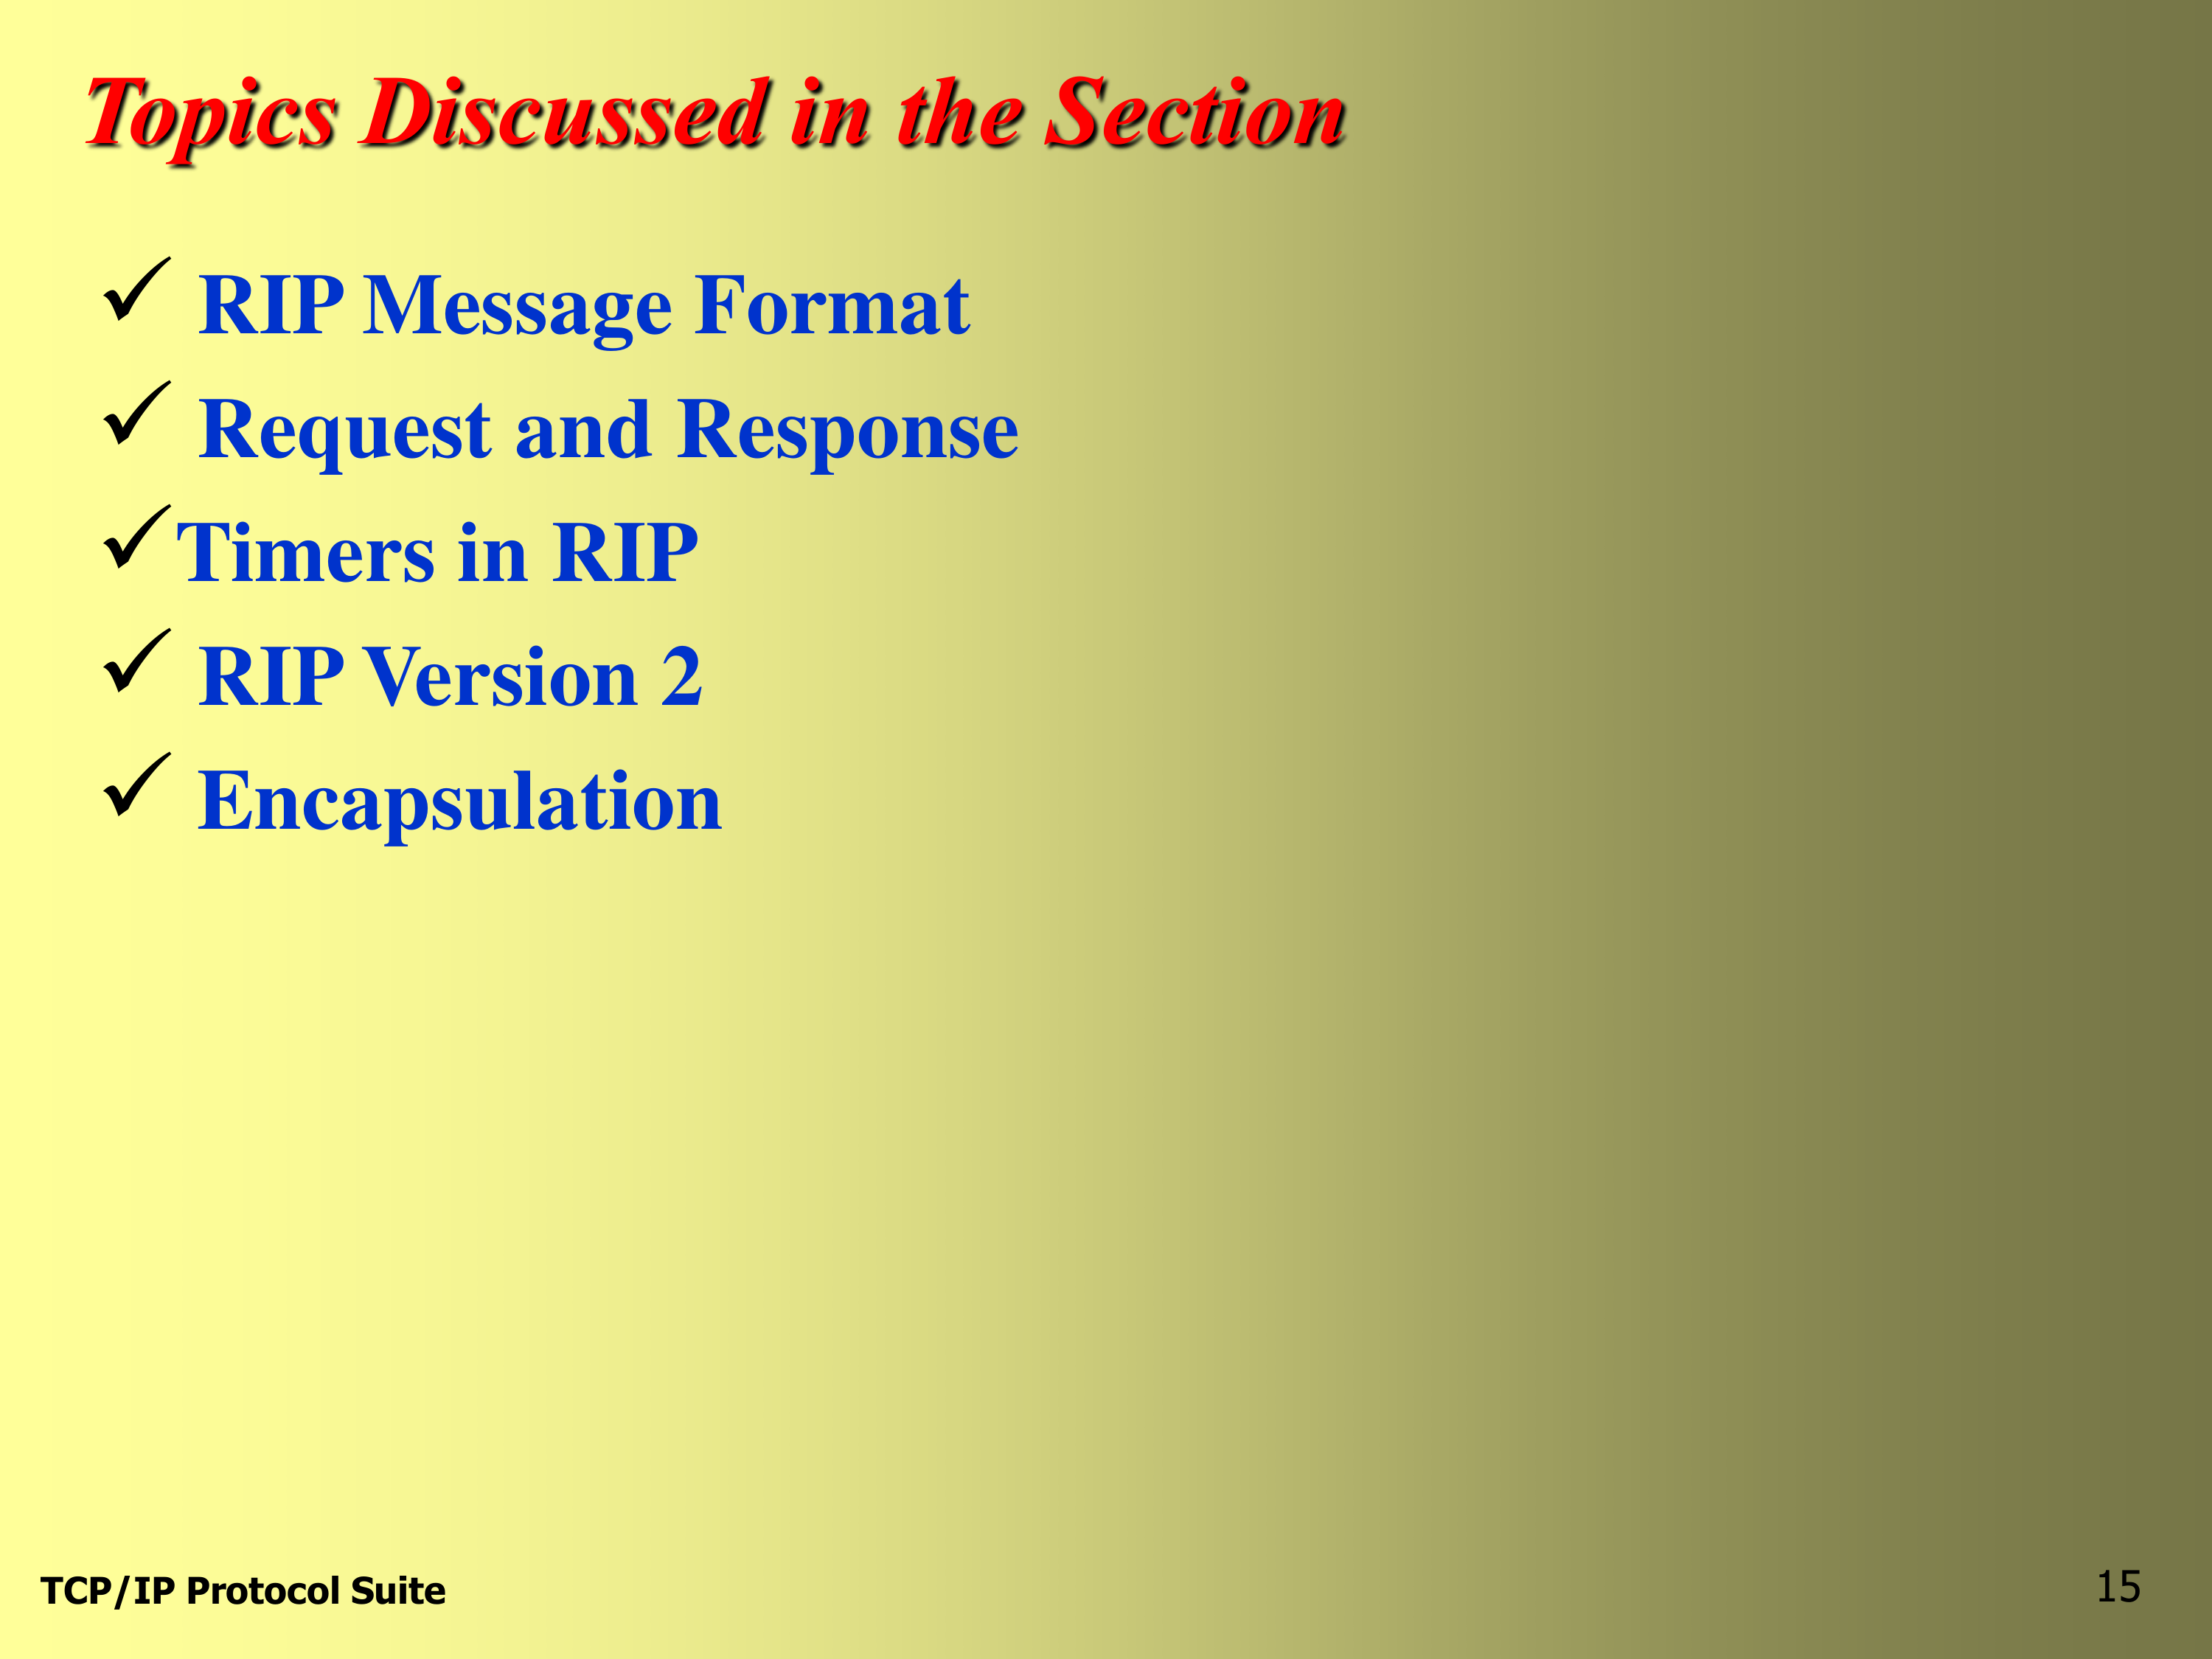 Topics Discussed in the Section
✓ RIP Message Format
✓ Request and Response
✓Timers in RIP
✓ RIP Version 2
✓ Encapsulation
TCP/IP Protocol Suite
15